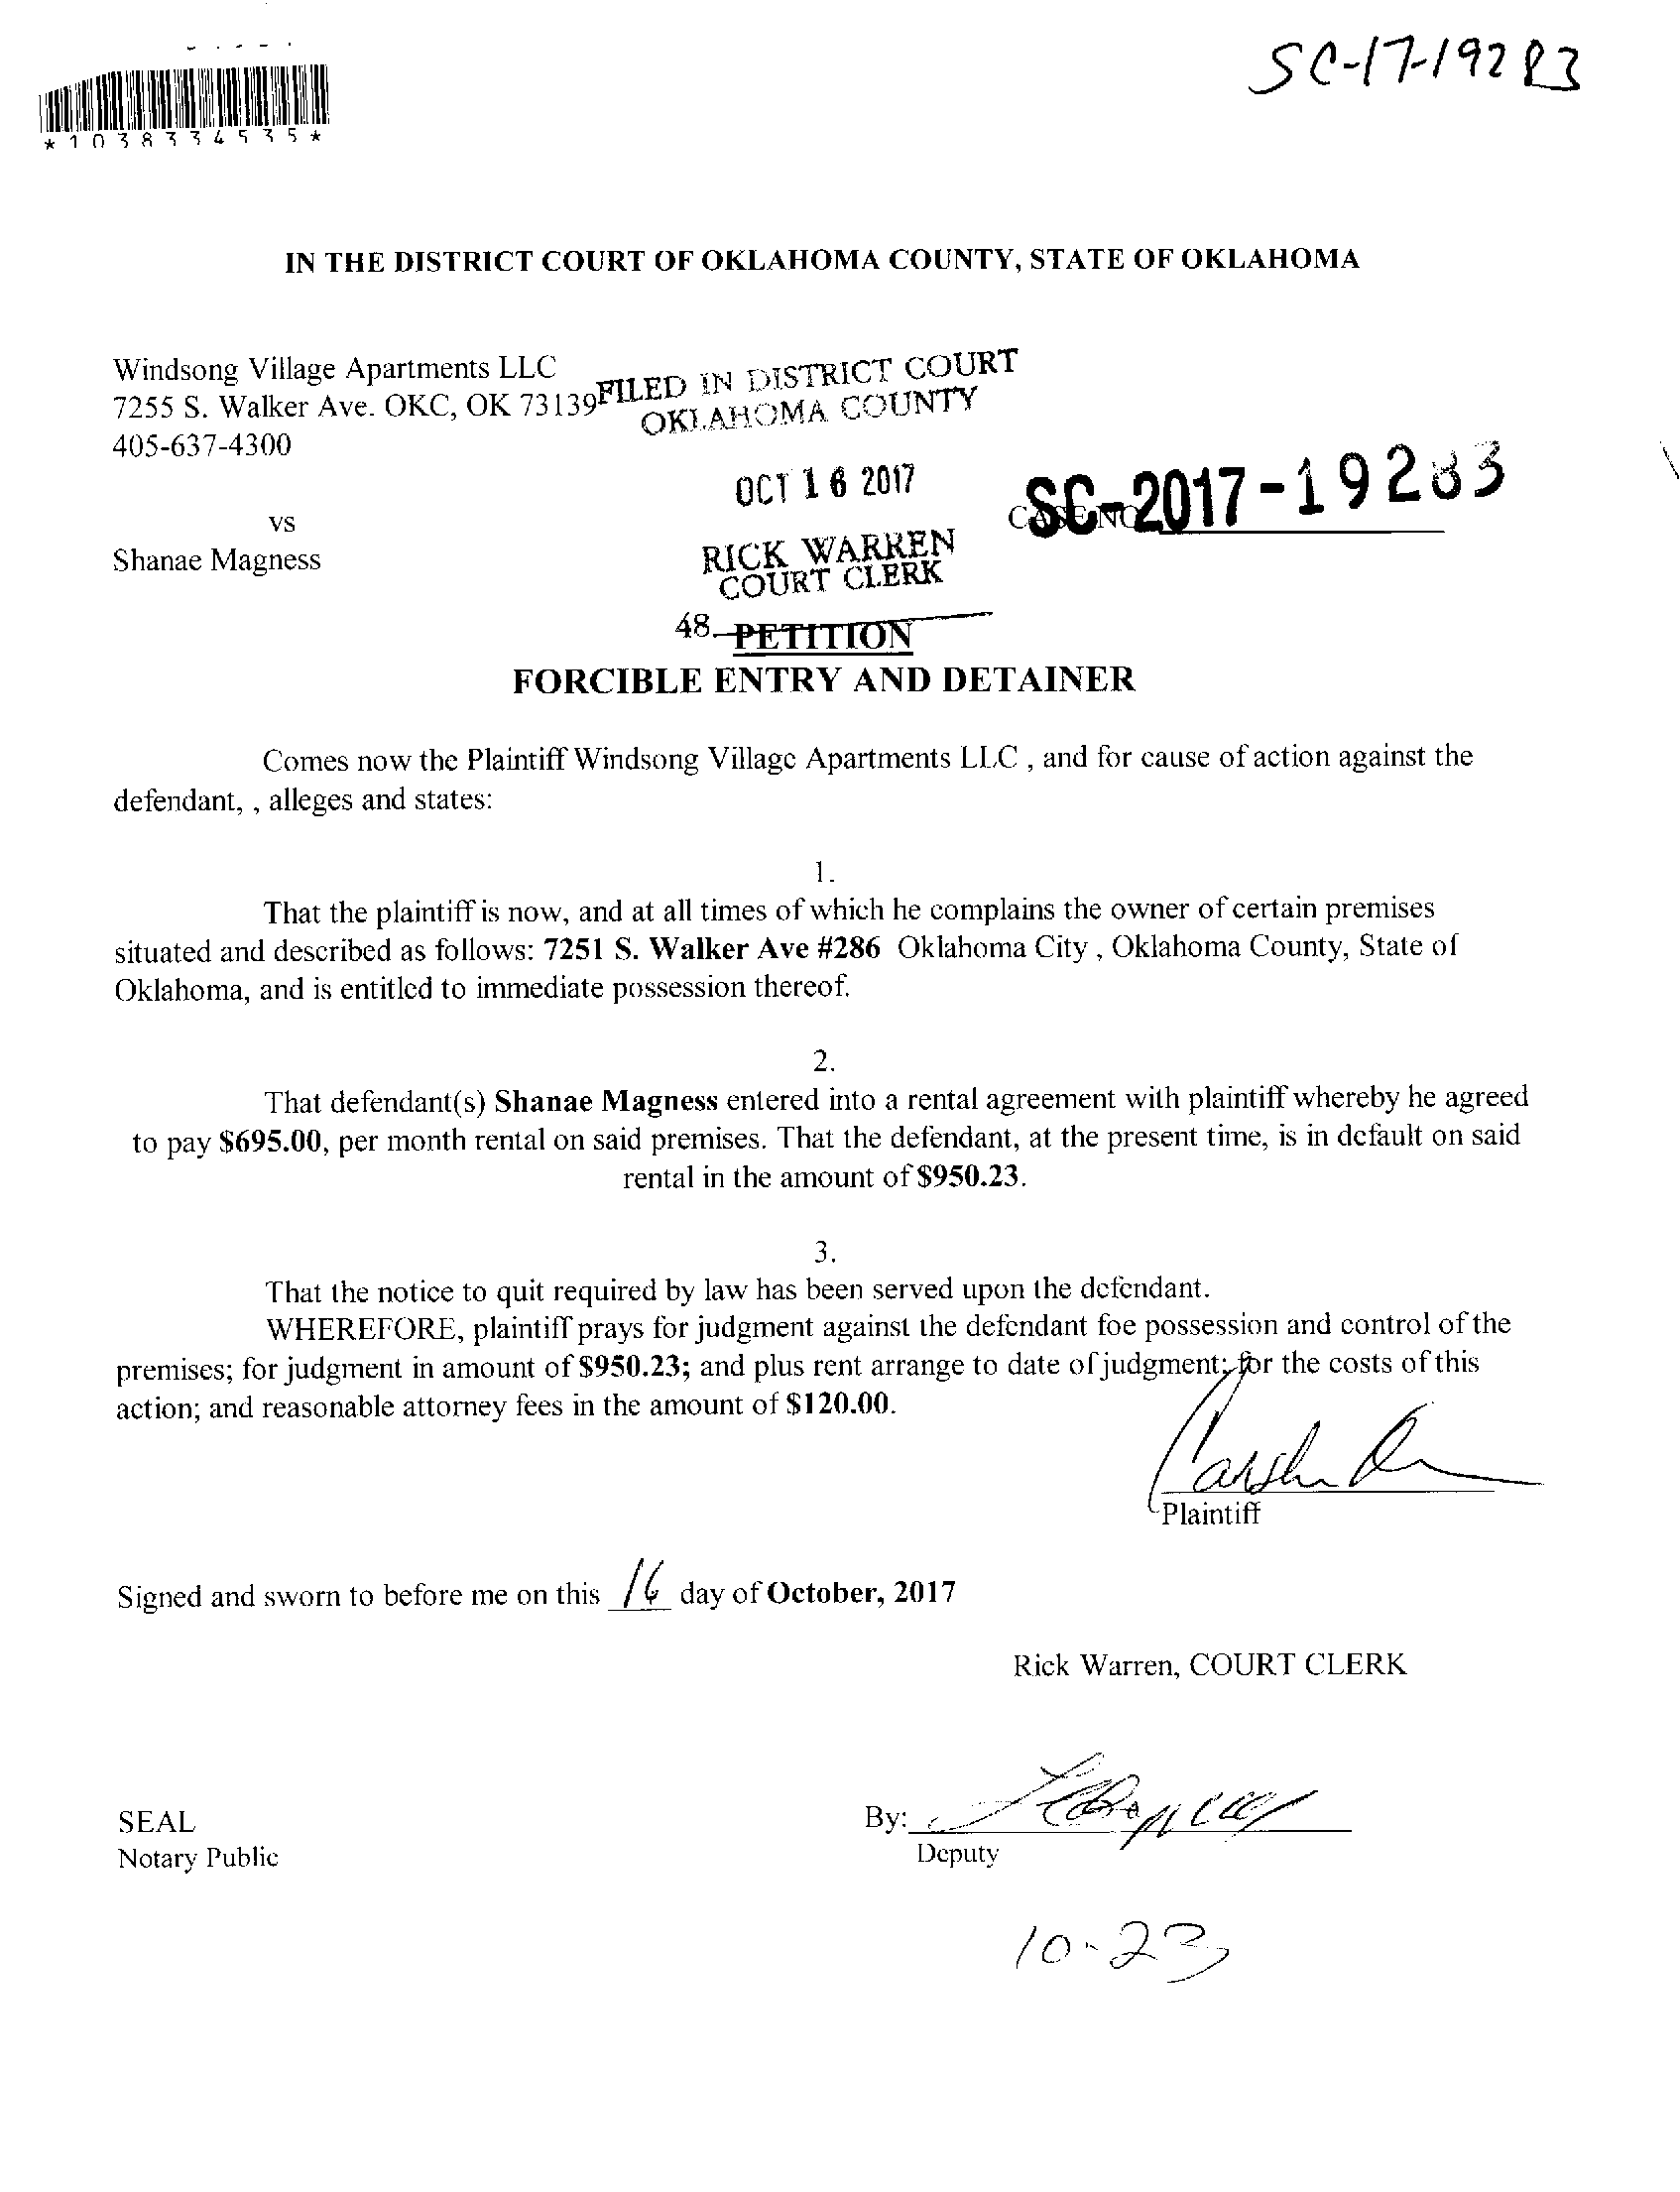 SC-17-19283
*1038334535*
IN THE DISTRICT COURT OF OKLAHOMA COUNTY, STATE OF OKLAHOMA
Windsong Village Apartments LLC
7255 S. Walker Ave. OKC, OK 73139
405-637-4300
FILED IN DISTRICT COURT
OKLAHOMA COUNTY
OCT 16 2017
RICK WARREN
COURT CLERK
48
CASE NO
SC-2017-19283
vs
Shanae Magness
PETITION
FORCIBLE ENTRY AND DETAINER
Comes now the Plaintiff Windsong Village Apartments LLC , and for cause of action against the
defendant, , alleges and states:
1.
That the plaintiff is now, and at all times of which he complains the owner of certain premises
situated and described as follows: 7251 S. Walker Ave #286 Oklahoma City , Oklahoma County, State of
Oklahoma, and is entitled to immediate possession thereof.
2.
That defendant(s) Shanae Magness entered into a rental agreement with plaintiff whereby he agreed
to pay $695.00, per month rental on said premises. That the defendant, at the present time, is in default on said
rental in the amount of $950.23.
3.
That the notice to quit required by law has been served upon the defendant.
WHEREFORE, plaintiff prays for judgment against the defendant foe possession and control of the
premises; for judgment in amount of $950.23; and plus rent arrange to date of judgment; for the costs of this
action; and reasonable attorney fees in the amount of $120.00.
Plaintiff
Signed and sworn to before me on this 16 day of October, 2017
Rick Warren, COURT CLERK
SEAL
Notary Public
By:
Deputy
10-23